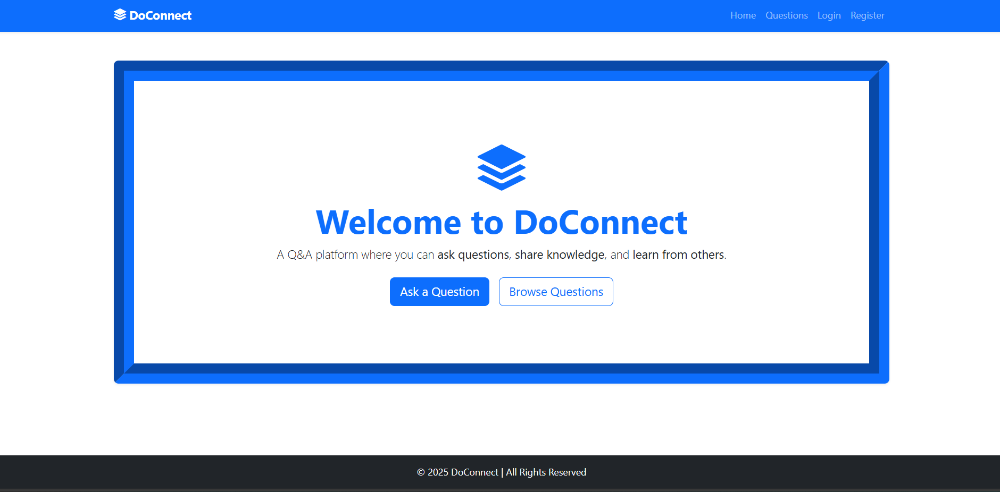 DoConnect
Home Questions Login Register
Welcome to DoConnect
A Q&A platform where you can ask questions, share knowledge, and learn from others.
Ask a Question Browse Questions
© 2025 DoConnect | All Rights Reserved